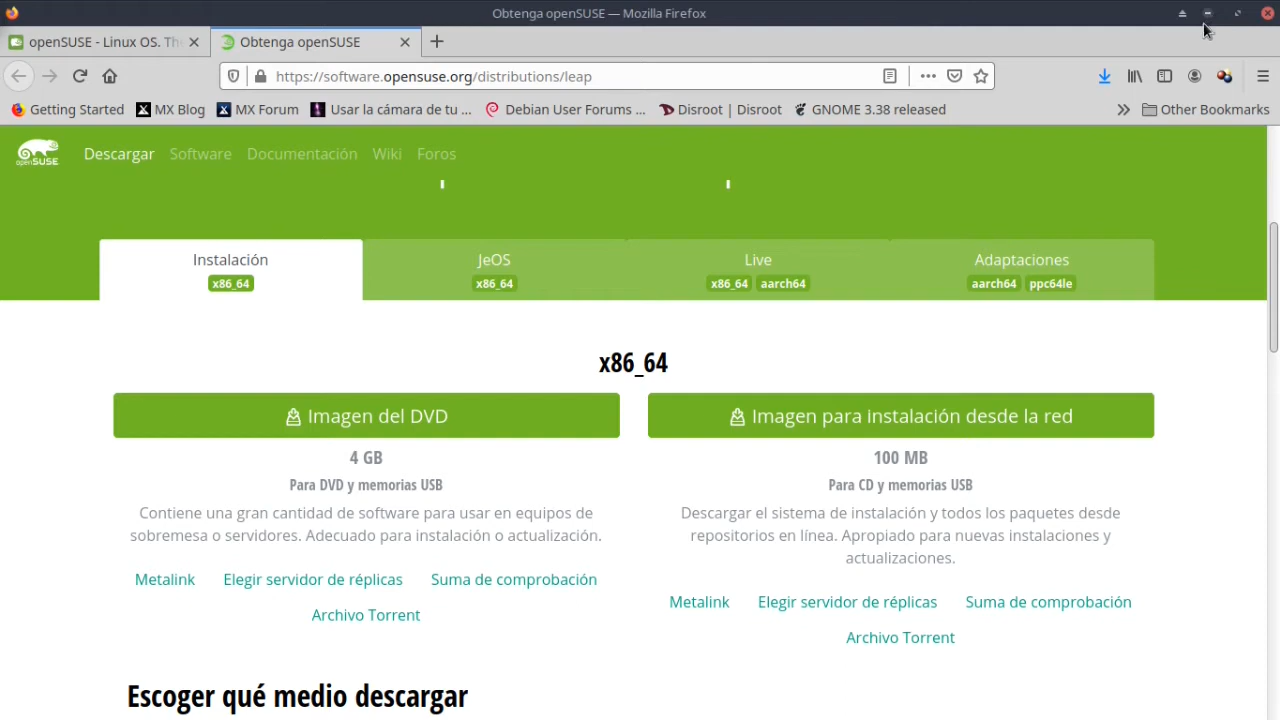 Obtenga openSUSE — Mozilla Firefox
openSUSE - Linux OS. The
Obtenga openSUSE
https://software.opensuse.org/distributions/leap
Getting Started
MX Blog
MX Forum
Usar la cámara de tu ...
Debian User Forums ...
Disroot | Disroot
GNOME 3.38 released
Other Bookmarks
openSUSE
Descargar
Software
Documentación
Wiki
Foros
Instalación
x86_64
JeOS
x86_64
Live
x86_64 aarch64
Adaptaciones
aarch64 ppc64le
x86_64
Imagen del DVD
4 GB
Para DVD y memorias USB
Contiene una gran cantidad de software para usar en equipos de
sobremesa o servidores. Adecuado para instalación o actualización.
Metalink Elegir servidor de réplicas Suma de comprobación
Archivo Torrent
Imagen para instalación desde la red
100 MB
Para CD y memorias USB
Descargar el sistema de instalación y todos los paquetes desde
repositorios en línea. Apropiado para nuevas instalaciones y
actualizaciones.
Metalink Elegir servidor de réplicas Suma de comprobación
Archivo Torrent
Escoger qué medio descargar